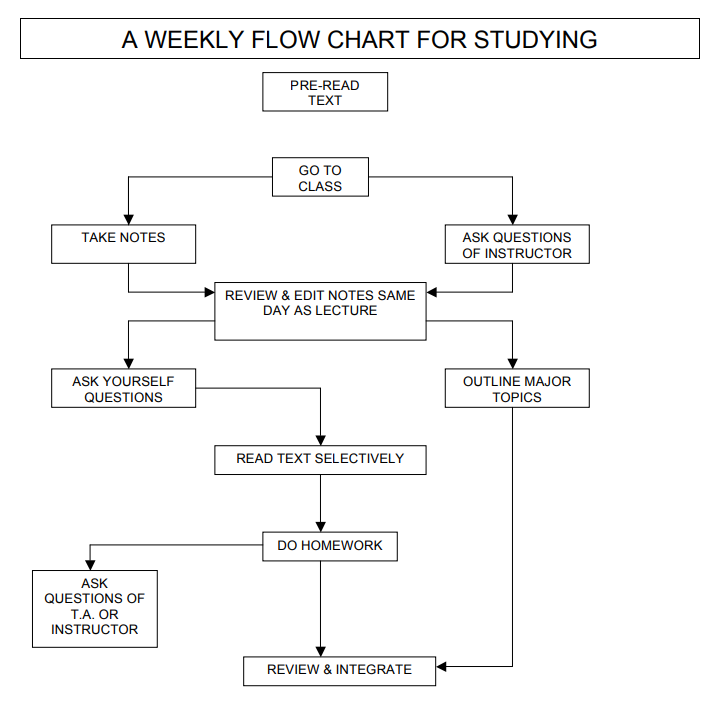 A WEEKLY FLOW CHART FOR STUDYING
PRE-READ
TEXT
GO TO
CLASS
TAKE NOTES
ASK QUESTIONS
OF INSTRUCTOR
REVIEW & EDIT NOTES SAME
DAY AS LECTURE
ASK YOURSELF
QUESTIONS
OUTLINE MAJOR
TOPICS
READ TEXT SELECTIVELY
DO HOMEWORK
ASK
QUESTIONS OF
T.A. OR
INSTRUCTOR
REVIEW & INTEGRATE